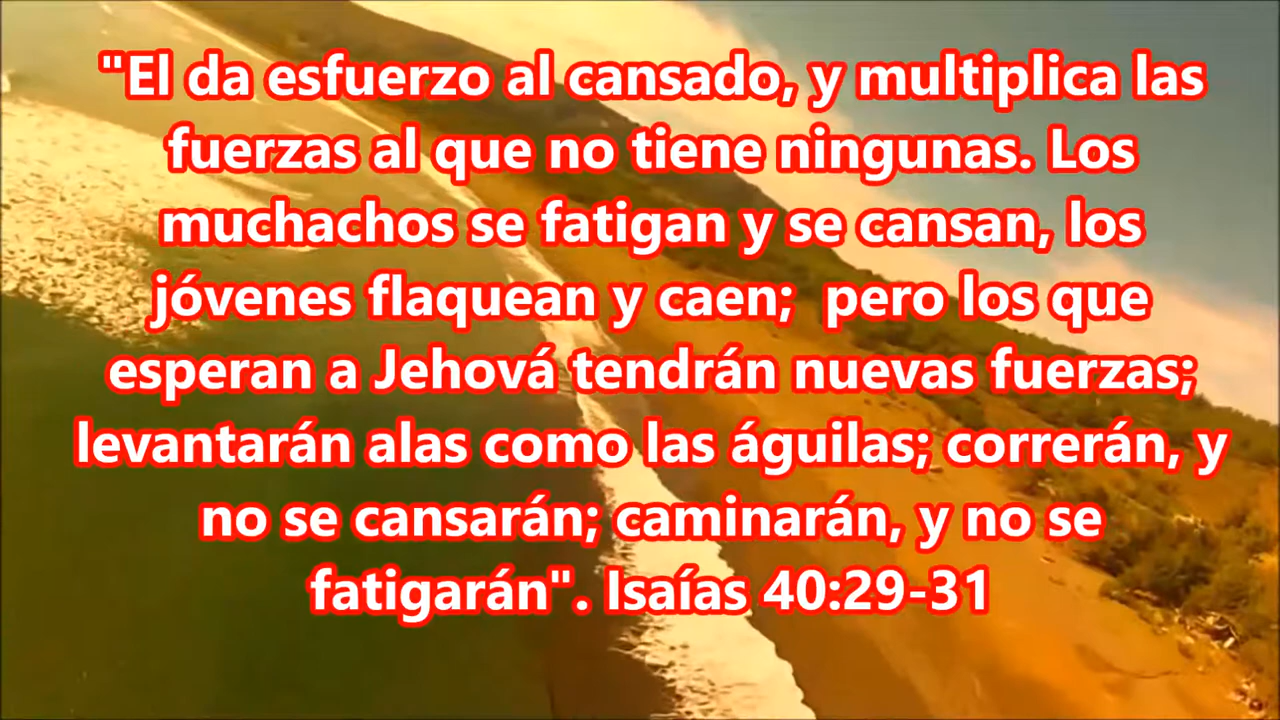 "El da esfuerzo al cansado, y multiplica las
fuerzas al que no tiene ningunas. Los
muchachos se fatigan y se cansan, los
jóvenes flaquean y caen;  pero los que
esperan a Jehová tendrán nuevas fuerzas;
levantarán alas como las águilas; correrán, y
no se cansarán; caminarán, y no se
fatigarán". Isaías 40:29-31